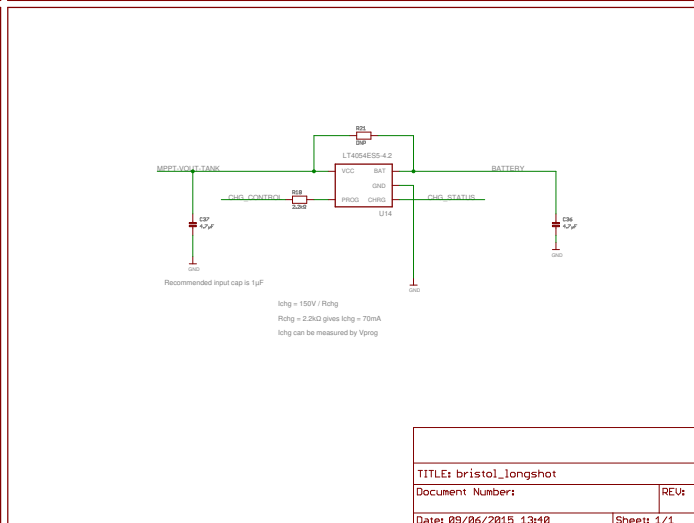 R21
DNP
LT4054ES5-4.2
MPPT-VOUT-TANK
VCC BAT
BATTERY
GND
CHG_CONTROL
R18
2.2kΩ
PROG CHRG
CHG_STATUS
U14
C37
4.7µF
C36
4.7µF
GND
GND
GND
Recommended input cap is 1µF
Ichg = 150V / Rchg
Rchg = 2.2kΩ gives Ichg = 70mA
Ichg can be measured by Vprog
TITLE: bristol_longshot
Document Number:
REV:
Date: 09/06/2015 13:40
Sheet: 1/1